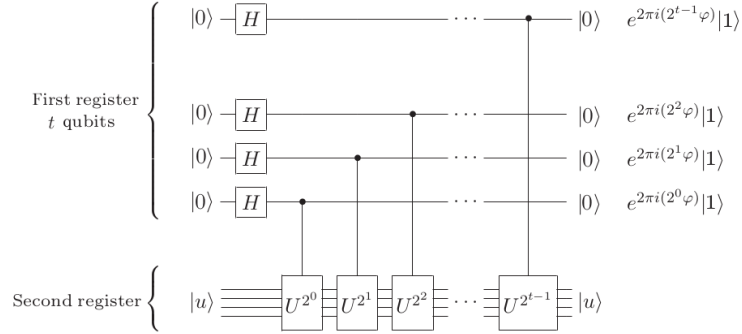 |0⟩ H ··· |0⟩ e^{2πi(2^{t−1}φ)}|1⟩
First register
t qubits
|0⟩ H ··· |0⟩ e^{2πi(2^2φ)}|1⟩
|0⟩ H ··· |0⟩ e^{2πi(2^1φ)}|1⟩
|0⟩ H ··· |0⟩ e^{2πi(2^0φ)}|1⟩
Second register |u⟩ U^{2^0} U^{2^1} U^{2^2} ··· U^{2^{t−1}} |u⟩